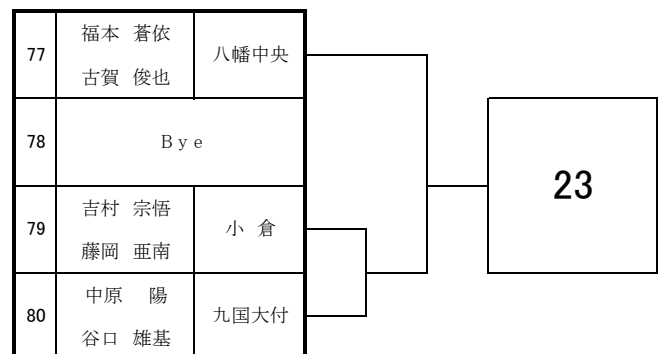 77 福本 蒼依 八幡中央
古賀 俊也
78 Bye
79 吉村 宗悟 小 倉
藤岡 亜南
80 中原 陽 九国大付
谷口 雄基
23